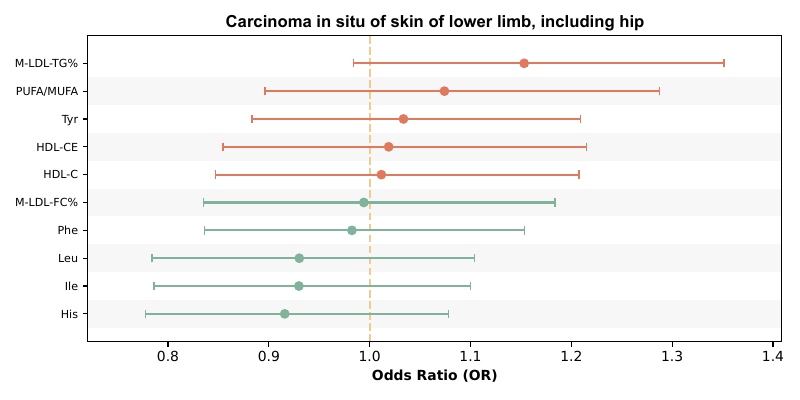 Carcinoma in situ of skin of lower limb, including hip
M-LDL-TG%
PUFA/MUFA
Tyr
HDL-CE
HDL-C
M-LDL-FC%
Phe
Leu
Ile
His
0.8 0.9 1.0 1.1 1.2 1.3 1.4
Odds Ratio (OR)